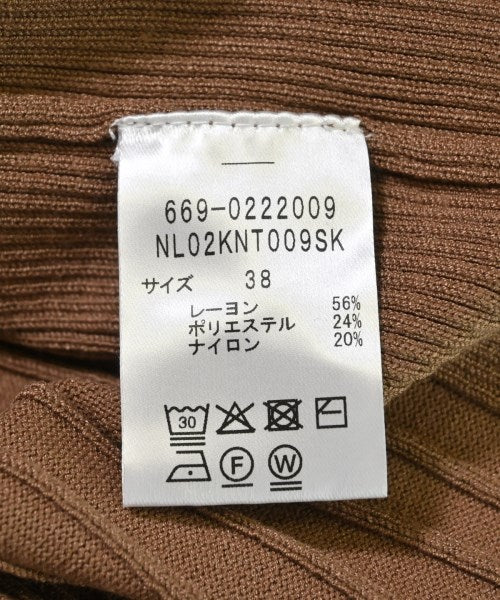 669-0222009
NL02KNT009SK
サイズ 38
レーヨン 56%
ポリエステル 24%
ナイロン 20%
30
F W